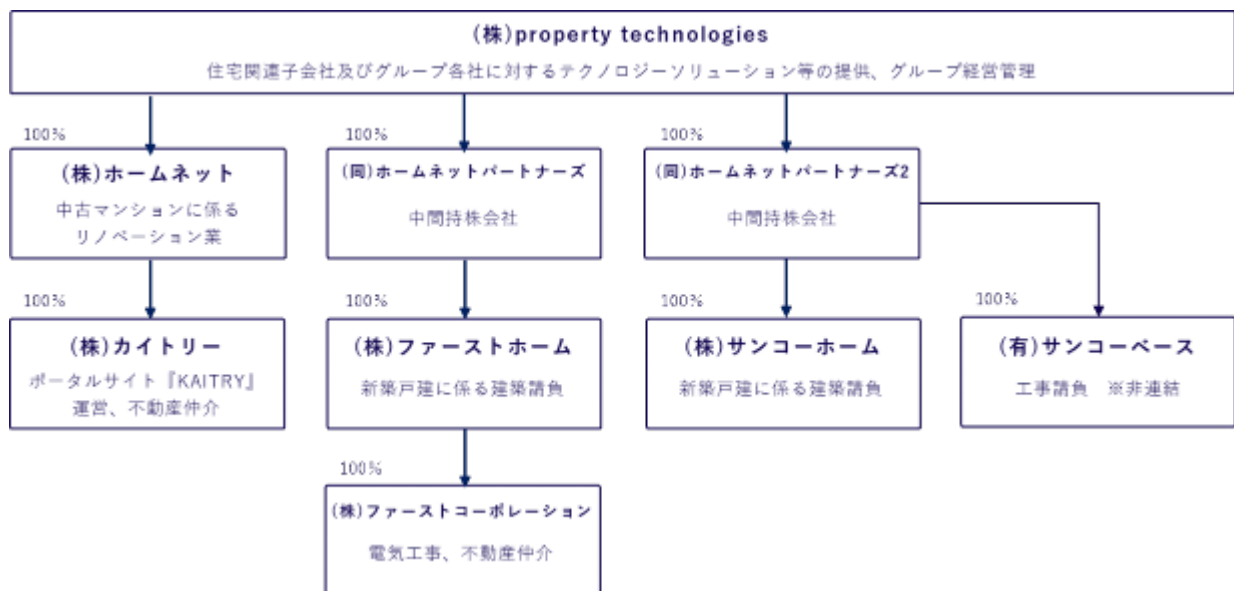 (株)property technologies
住宅関連子会社及びグループ各社に対するテクノロジーソリューション等の提供、グループ経営管理
100%
(株)ホームネット
中古マンションに係る
リノベーション業
100%
(同)ホームネットパートナーズ
中間持株会社
100%
(同)ホームネットパートナーズ2
中間持株会社
100%
(株)カイトリー
ポータルサイト『KAITRY』
運営、不動産仲介
100%
(株)ファーストホーム
新築戸建に係る建築請負
100%
(株)サンコーホーム
新築戸建に係る建築請負
100%
(有)サンコーベース
工事請負 ※非連結
100%
(株)ファーストコーポレーション
電気工事、不動産仲介